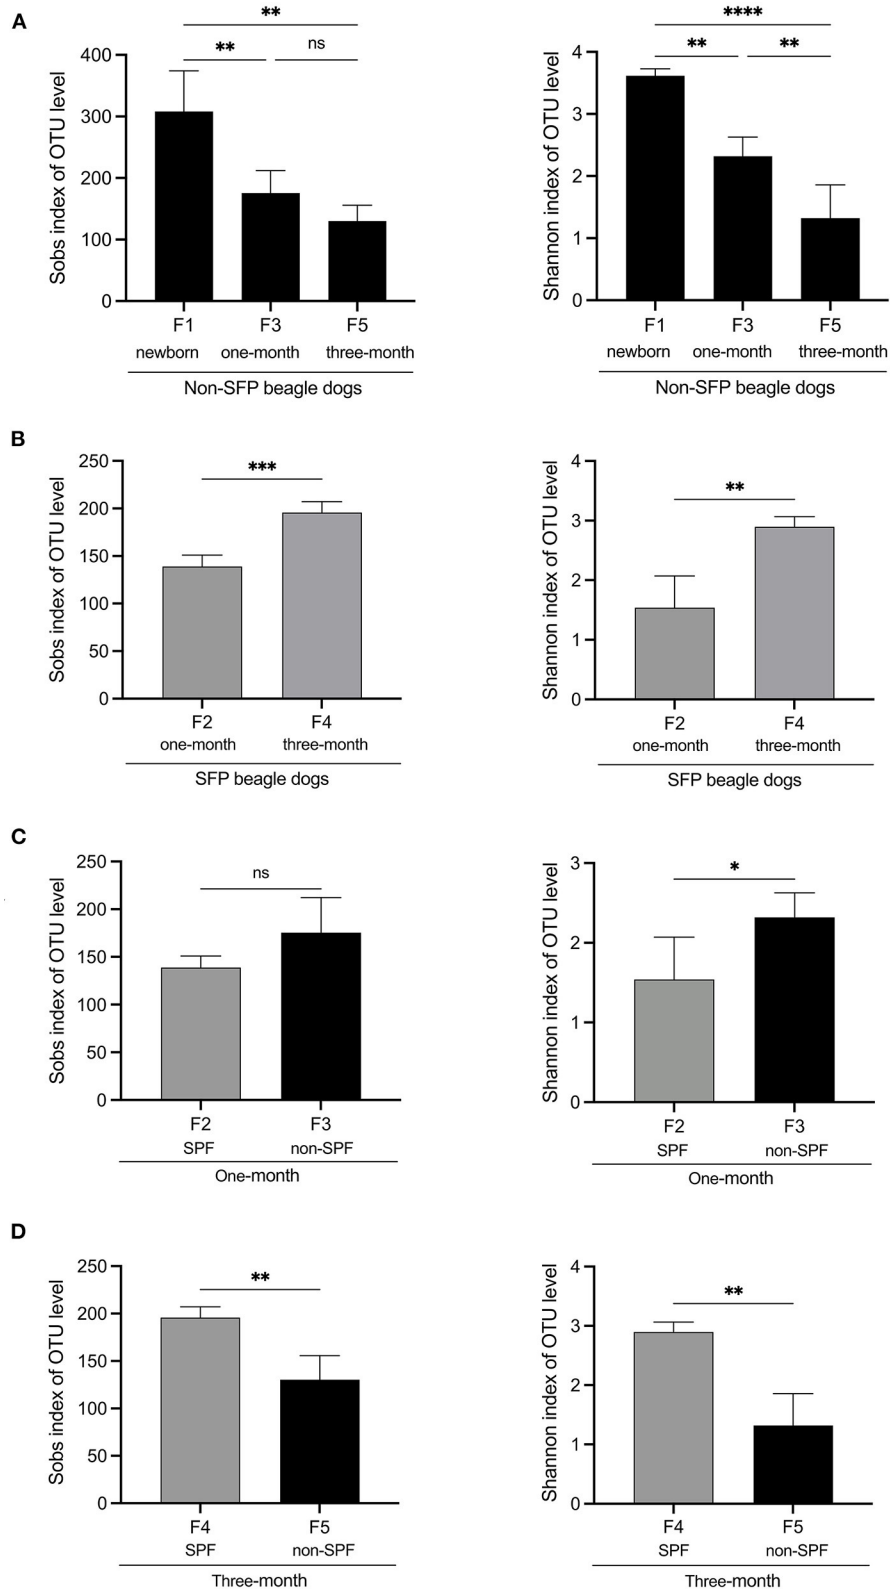 A
**
**
ns
Sobs index of OTU level
400
300
200
100
0
F1
F3
F5
newborn
one-month
three-month
Non-SFP beagle dogs
****
**
**
Shannon index of OTU level
4
3
2
1
0
F1
F3
F5
newborn
one-month
three-month
Non-SFP beagle dogs
B
***
Sobs index of OTU level
250
200
150
100
50
0
F2
F4
one-month
three-month
SFP beagle dogs
**
Shannon index of OTU level
4
3
2
1
0
F2
F4
one-month
three-month
SFP beagle dogs
C
ns
Sobs index of OTU level
250
200
150
100
50
0
F2
F3
SPF
non-SPF
One-month
*
Shannon index of OTU level
3
2
1
0
F2
F3
SPF
non-SPF
One-month
D
**
Sobs index of OTU level
250
200
150
100
50
0
F4
F5
SPF
non-SPF
Three-month
**
Shannon index of OTU level
4
3
2
1
0
F4
F5
SPF
non-SPF
Three-month